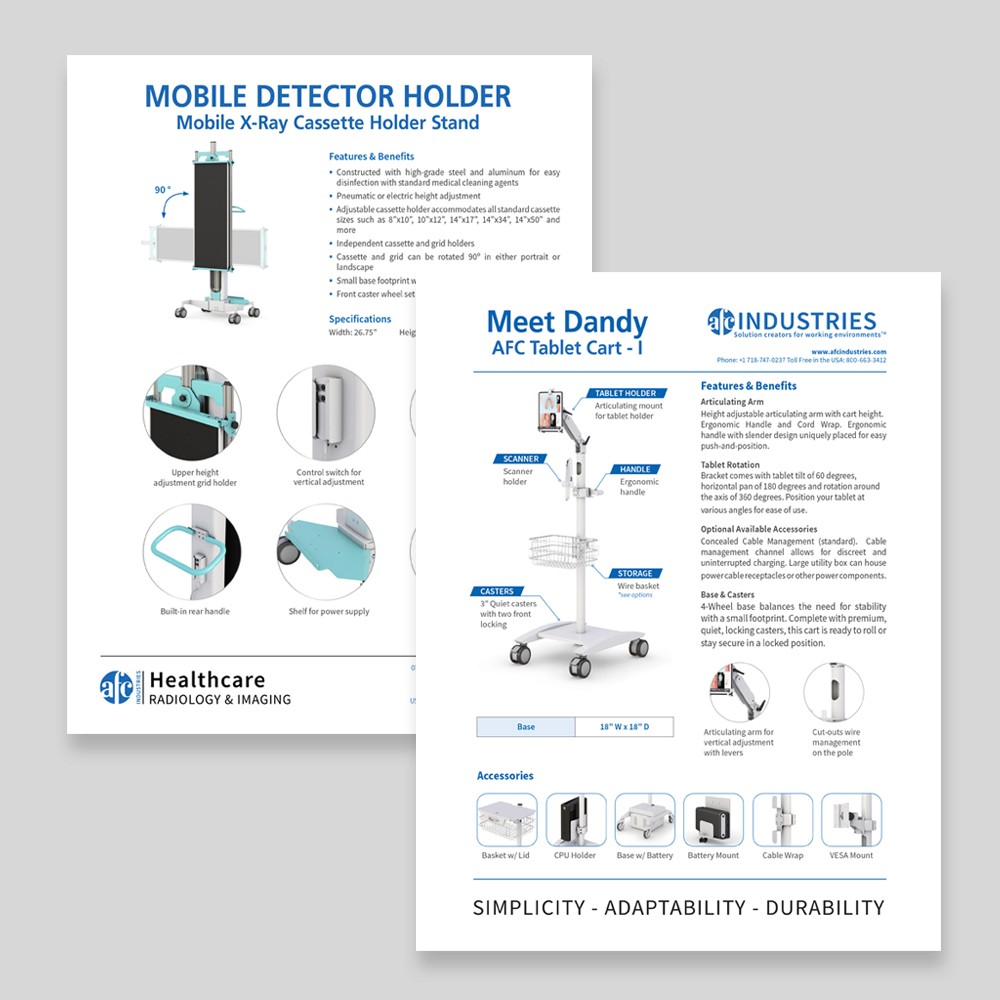 MOBILE DETECTOR HOLDER
Mobile X-Ray Cassette Holder Stand
90 °
Features & Benefits
• Constructed with high-grade steel and aluminum for easy
disinfection with standard medical cleaning agents
• Pneumatic or electric height adjustment
• Adjustable cassette holder accommodates all standard cassette
sizes such as 8"x10", 10"x12", 14"x17", 14"x34", 14"x50" and
more
• Independent cassette and grid holders
• Cassette and grid can be rotated 90° in either portrait or
landscape
• Small base footprint w
• Front caster wheel set
Specifications
Width: 26.75"
Upper height
adjustment grid holder
Control switch for
vertical adjustment
Built-in rear handle
Shelf for power supply
afc INDUSTRIES
Healthcare
RADIOLOGY & IMAGING
Meet Dandy
AFC Tablet Cart - I
afc INDUSTRIES
Solution creators for working environments™
www.afcindustries.com
Phone: +1 718-747-0237 Toll Free in the USA: 800-663-3412
TABLET HOLDER
Articulating mount
for tablet holder
SCANNER
Scanner
holder
HANDLE
Ergonomic
handle
STORAGE
Wire basket
*see options
CASTERS
3" Quiet casters
with two front
locking
Base 18" W x 18" D
Features & Benefits
Articulating Arm
Height adjustable articulating arm with cart height.
Ergonomic Handle and Cord Wrap. Ergonomic
handle with slender design uniquely placed for easy
push-and-position.
Tablet Rotation
Bracket comes with tablet tilt of 60 degrees,
horizontal pan of 180 degrees and rotation around
the axis of 360 degrees. Position your tablet at
various angles for ease of use.
Optional Available Accessories
Concealed Cable Management (standard). Cable
management channel allows for discreet and
uninterrupted charging. Large utility box can house
power cable receptacles or other power components.
Base & Casters
4-Wheel base balances the need for stability
with a small footprint. Complete with premium,
quiet, locking casters, this cart is ready to roll or
stay secure in a locked position.
Articulating arm for
vertical adjustment
with levers
Cut-outs wire
management
on the pole
Accessories
Basket w/ Lid
CPU Holder
Base w/ Battery
Battery Mount
Cable Wrap
VESA Mount
SIMPLICITY - ADAPTABILITY - DURABILITY